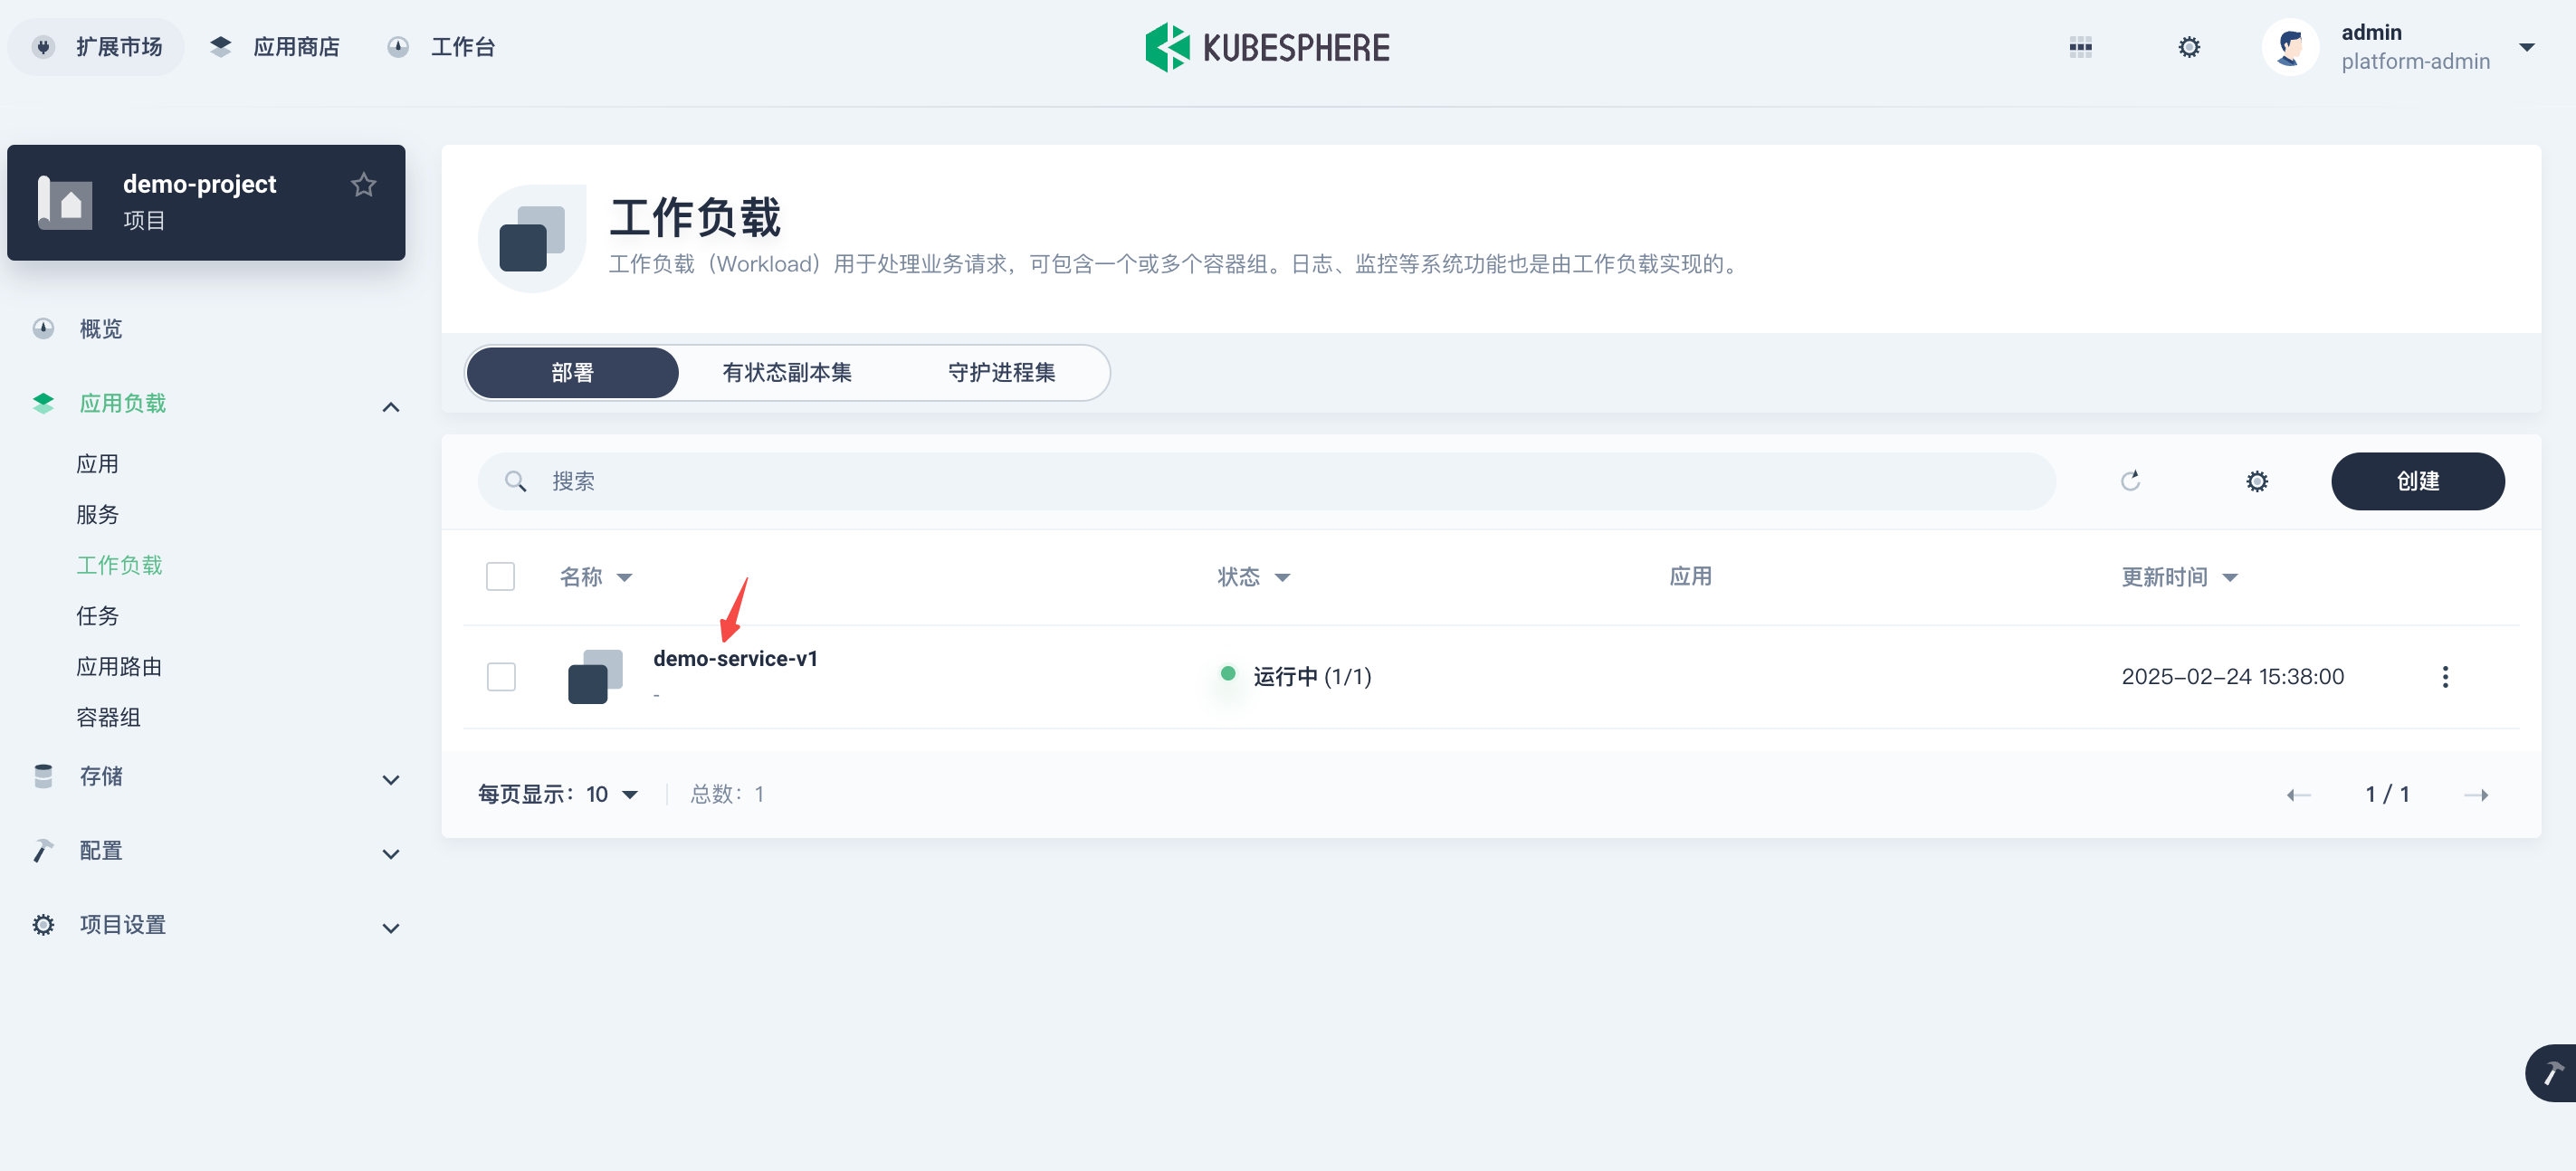 扩展市场 应用商店 工作台 KUBESPHERE admin
platform-admin
demo-project
项目
概览
应用负载
应用
服务
工作负载
任务
应用路由
容器组
存储
配置
项目设置
工作负载
工作负载（Workload）用于处理业务请求，可包含一个或多个容器组。日志、监控等系统功能也是由工作负载实现的。
部署 有状态副本集 守护进程集
搜索 创建
名称 状态 应用 更新时间
demo-service-v1 运行中 (1/1) 2025-02-24 15:38:00
-
每页显示：10 总数：1 1 / 1